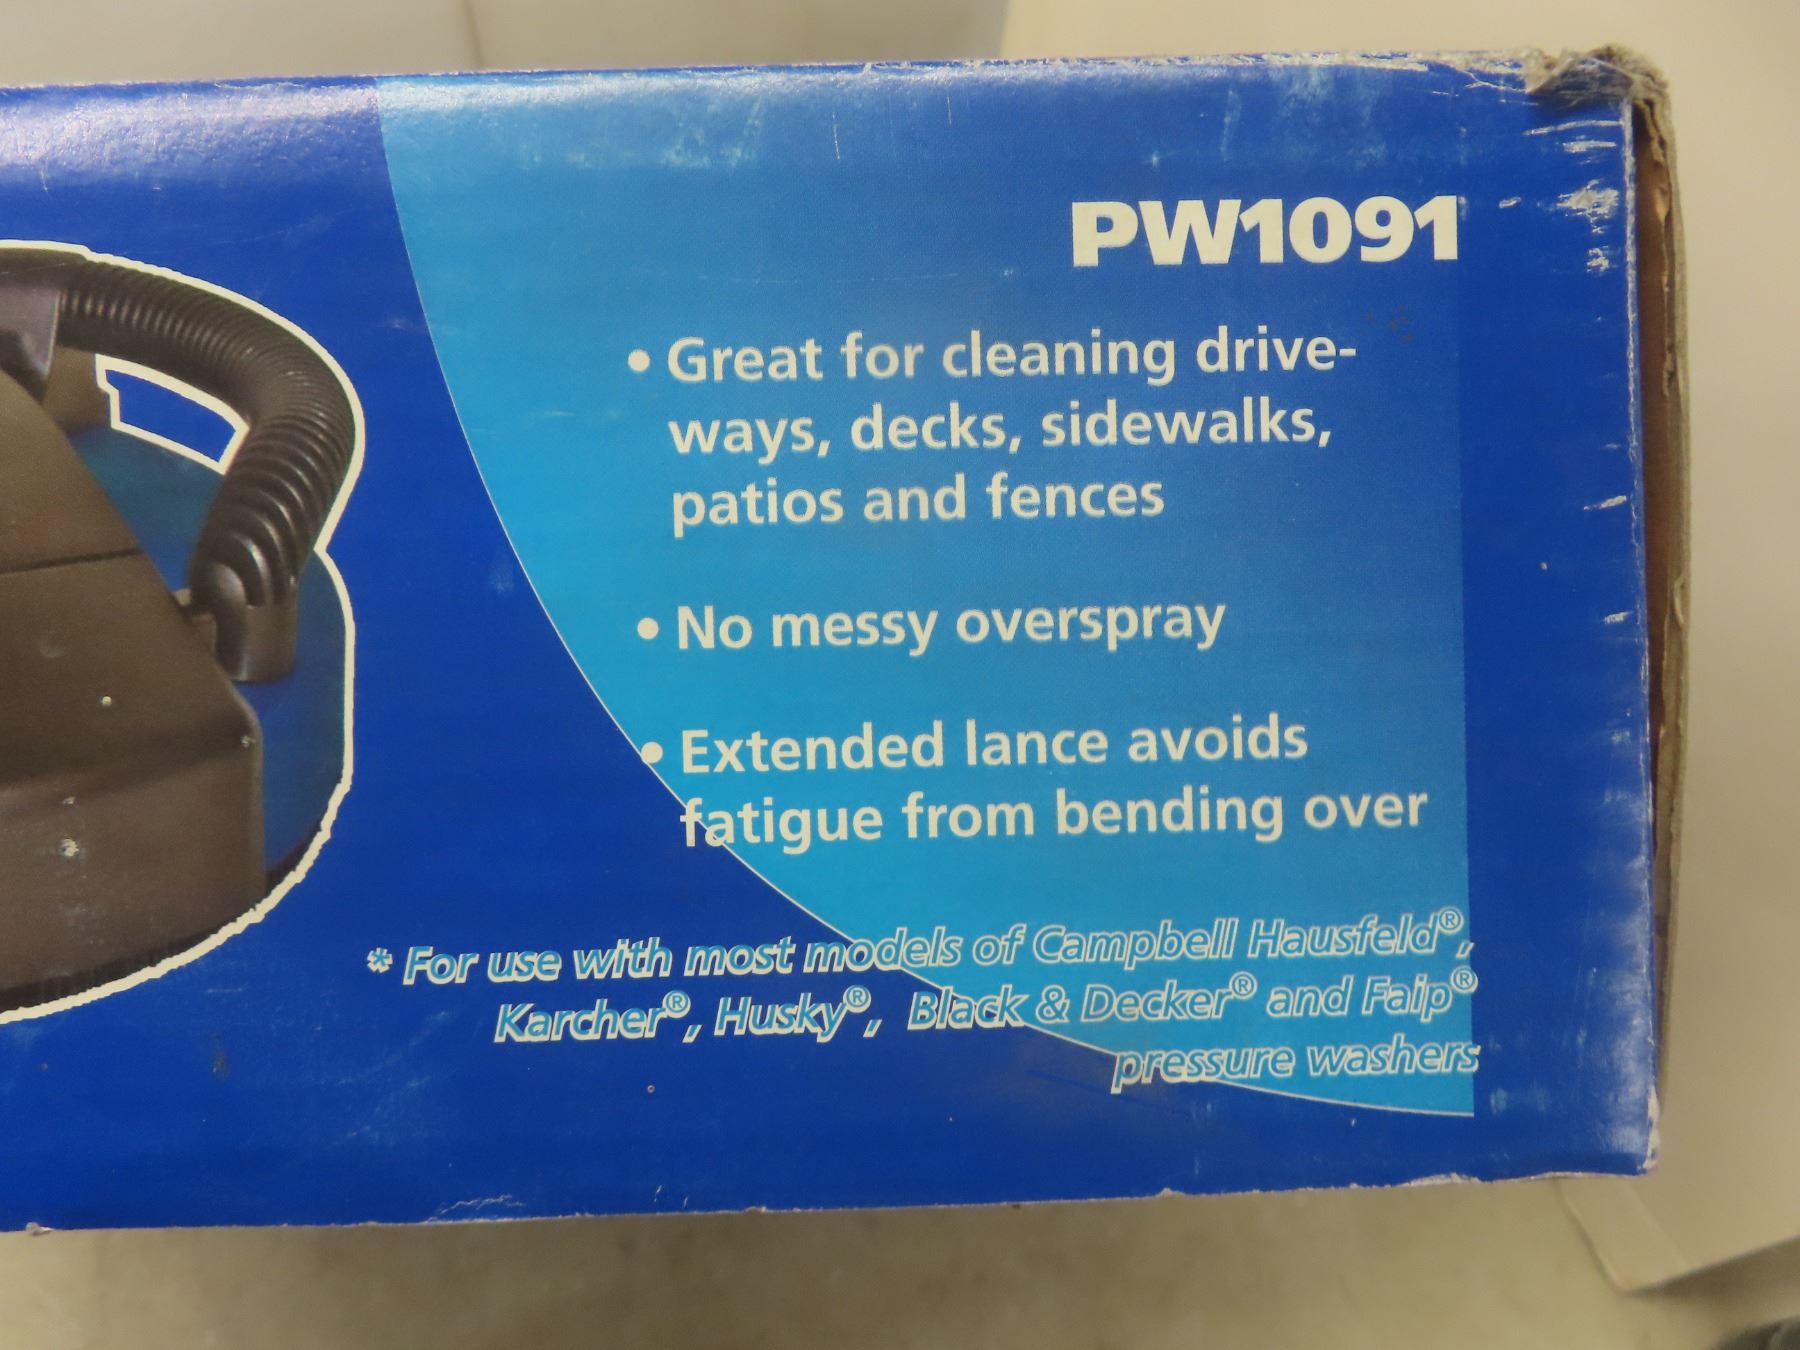 PW1091
• Great for cleaning drive-
ways, decks, sidewalks,
patios and fences
• No messy overspray
• Extended lance avoids
fatigue from bending over
* For use with most models of Campbell Hausfeld®,
Karcher®, Husky®, Black & Decker® and Faip®
pressure washers